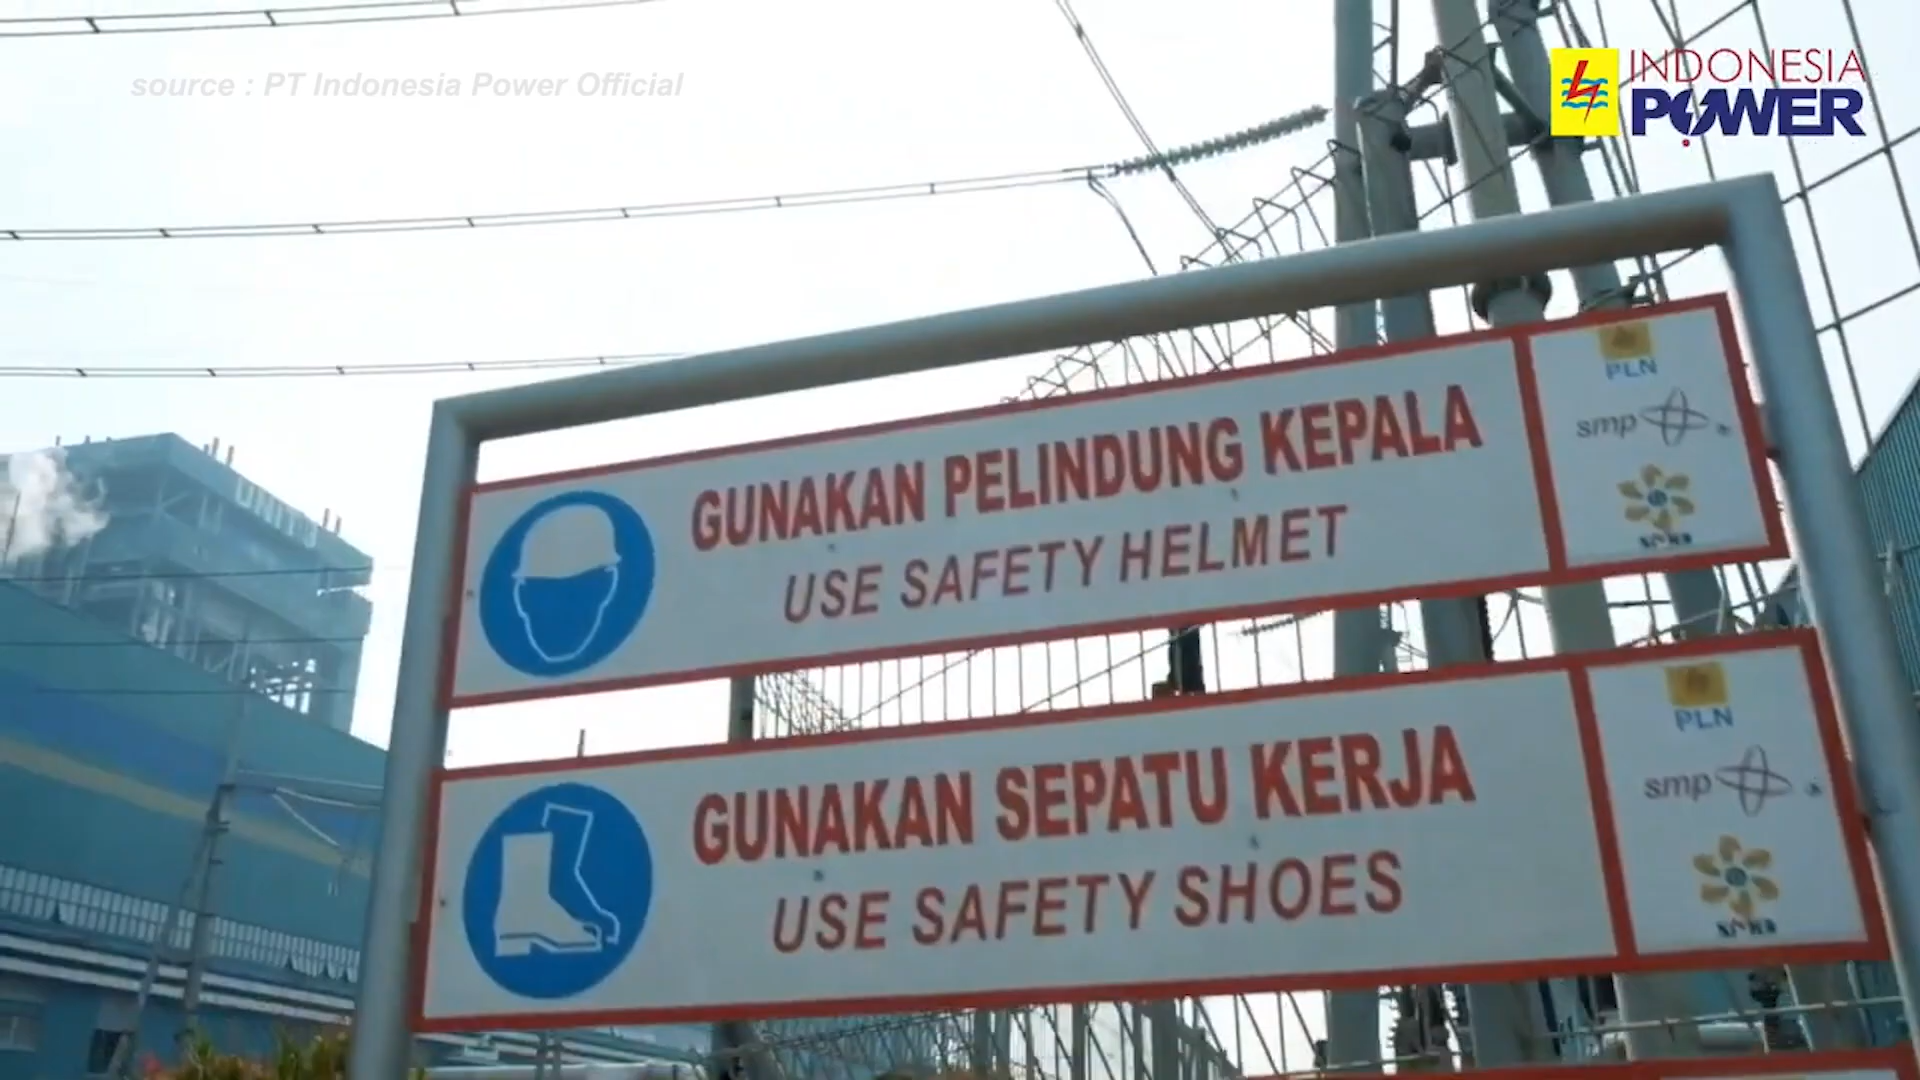 source : PT Indonesia Power Official
INDONESIA
POWER
GUNAKAN PELINDUNG KEPALA
USE SAFETY HELMET
PLN
smp
GUNAKAN SEPATU KERJA
USE SAFETY SHOES
PLN
smp